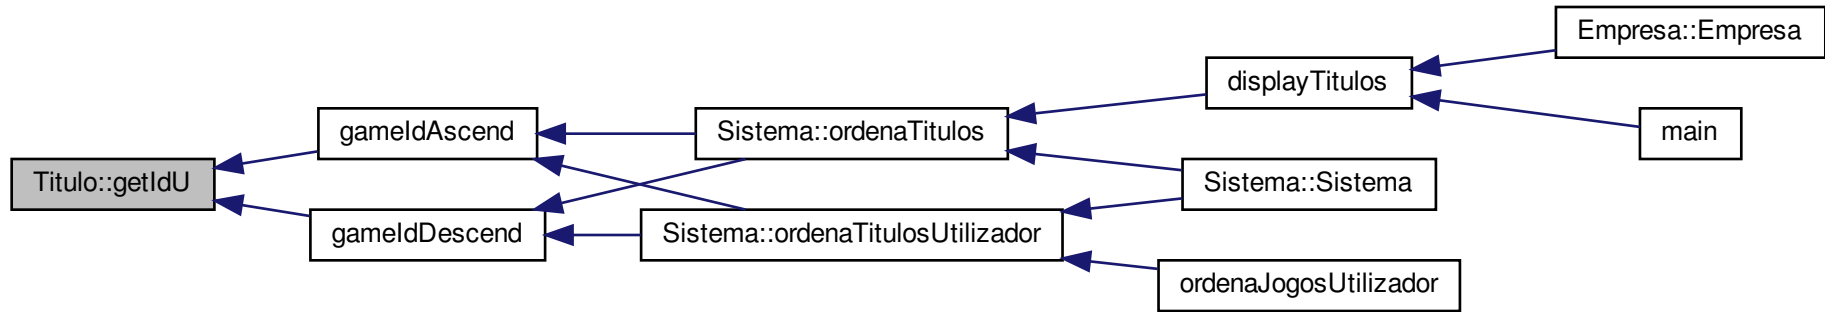 Titulo::getIdU
gameIdAscend
gameIdDescend
Sistema::ordenaTitulos
Sistema::ordenaTitulosUtilizador
displayTitulos
Sistema::Sistema
ordenaJogosUtilizador
Empresa::Empresa
main